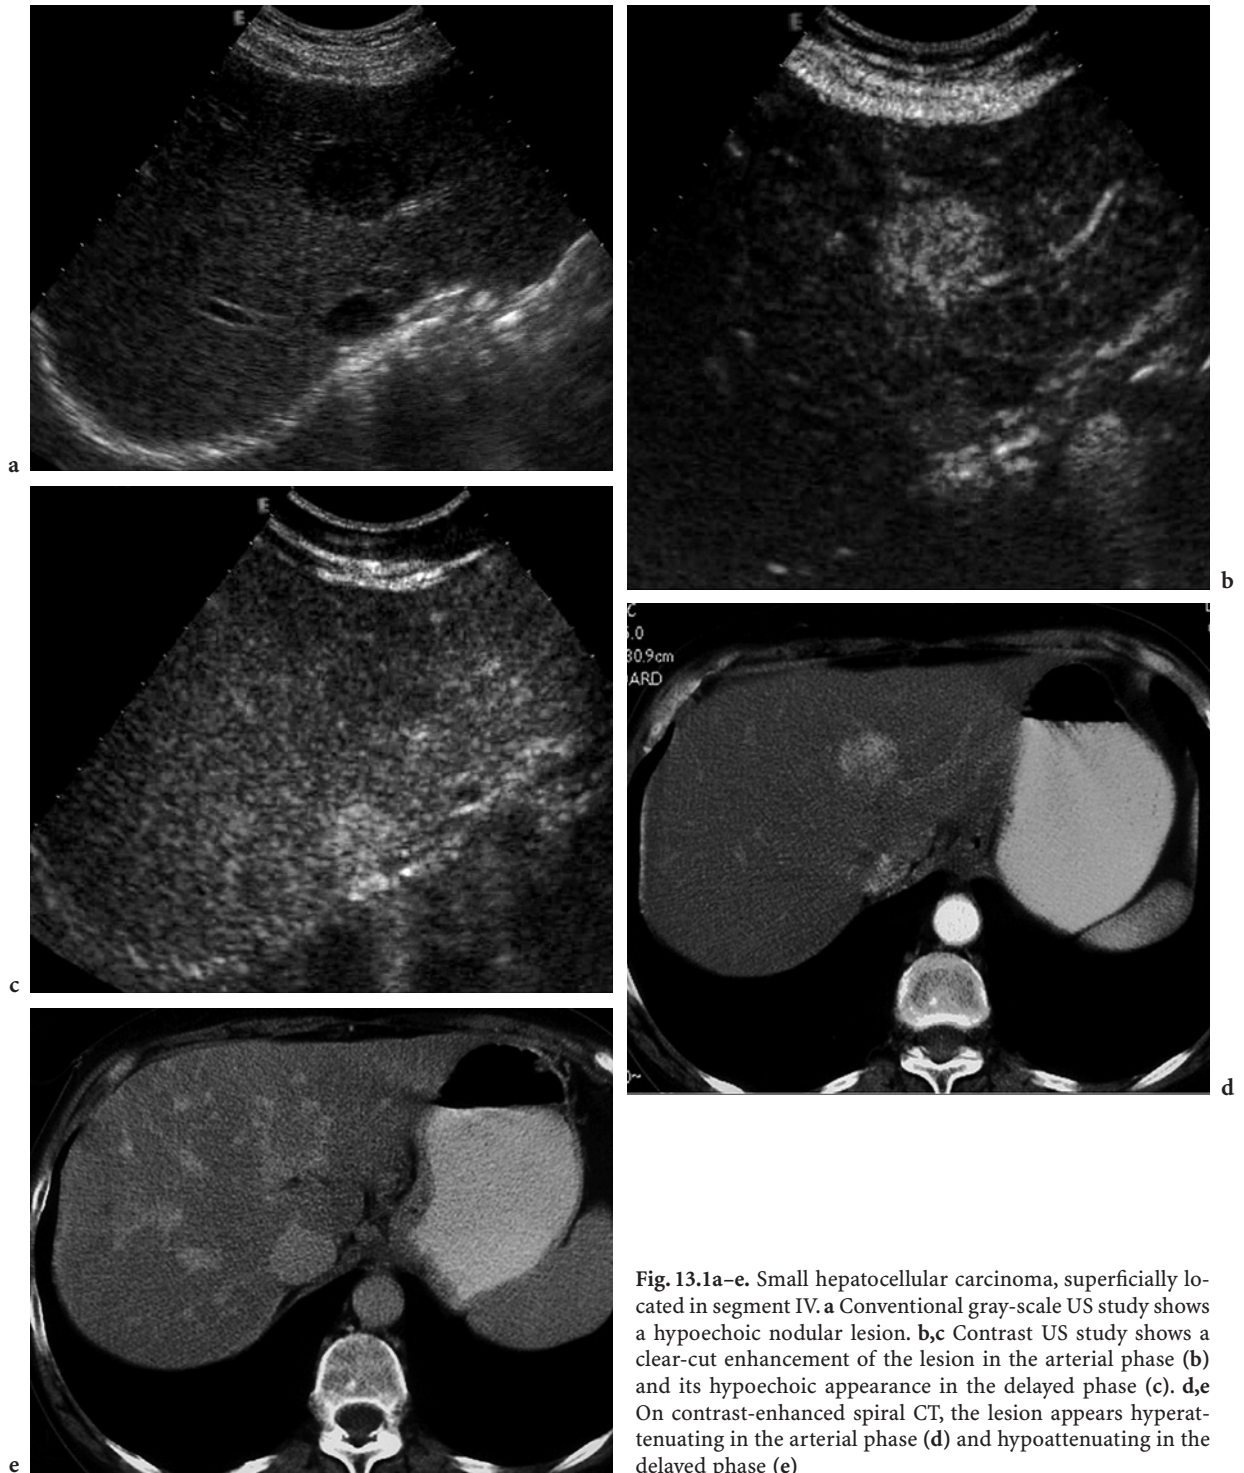 E
E
a
b
E
C
5.0
30.9cm
ARD
c
d
e
Fig. 13.1a–e. Small hepatocellular carcinoma, superficially lo-
cated in segment IV. a Conventional gray-scale US study shows
a hypoechoic nodular lesion. b,c Contrast US study shows a
clear-cut enhancement of the lesion in the arterial phase (b)
and its hypoechoic appearance in the delayed phase (c). d,e
On contrast-enhanced spiral CT, the lesion appears hyperat-
tenuating in the arterial phase (d) and hypoattenuating in the
delayed phase (e)